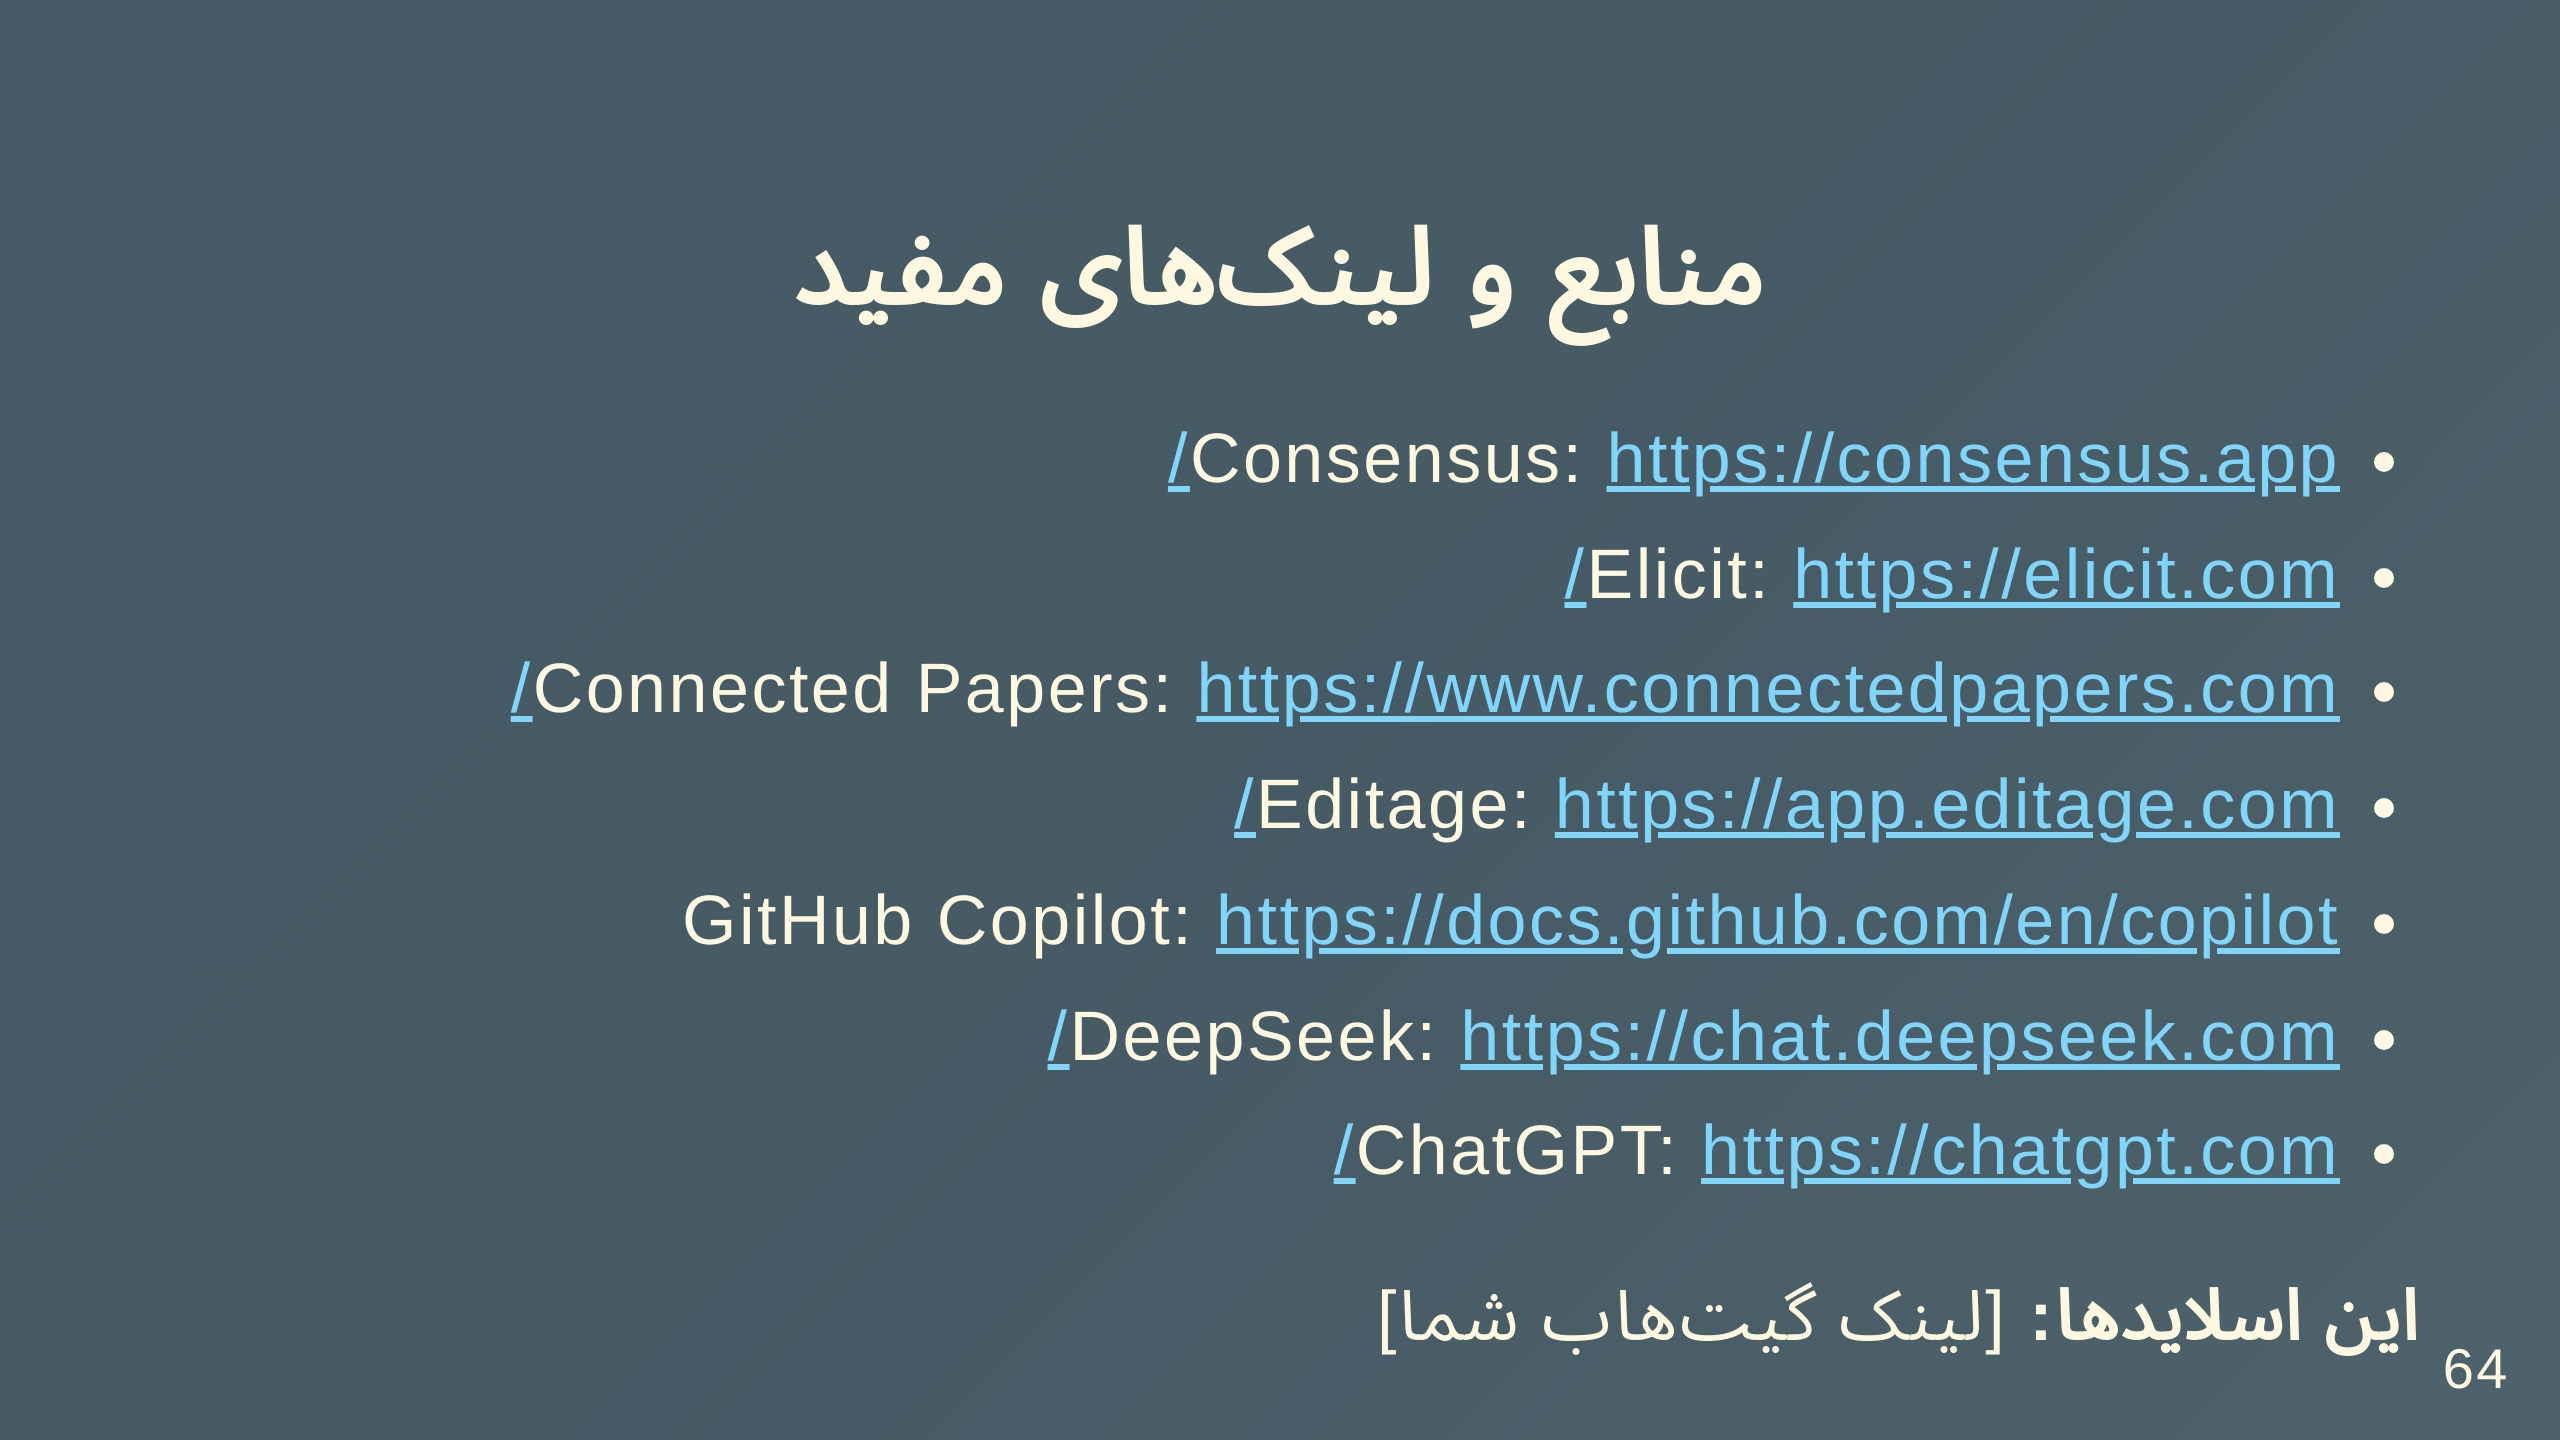 منابع و لینک‌های مفید
• Consensus: https://consensus.app/
• Elicit: https://elicit.com/
• Connected Papers: https://www.connectedpapers.com/
• Editage: https://app.editage.com/
• GitHub Copilot: https://docs.github.com/en/copilot
• DeepSeek: https://chat.deepseek.com/
• ChatGPT: https://chatgpt.com/
این اسلایدها: [لینک گیت‌هاب شما]
64